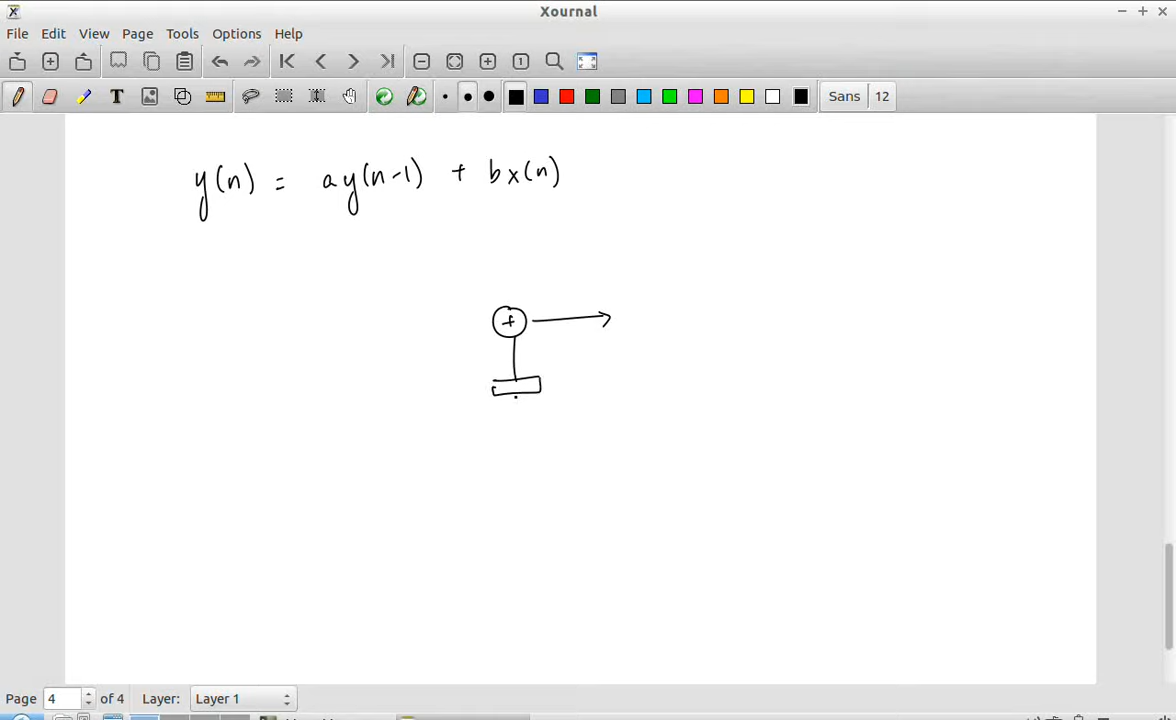 Xournal
File Edit View Page Tools Options Help
Sans 12
y(n) = ay(n-1) + bx(n)
+
Page 4 of 4 Layer: Layer 1